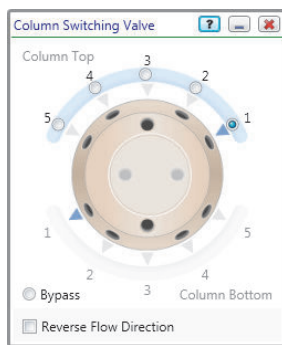 Column Switching Valve ?
Column Top
3
4 2
5 1
1 5
2 4
3
Bypass Column Bottom
Reverse Flow Direction